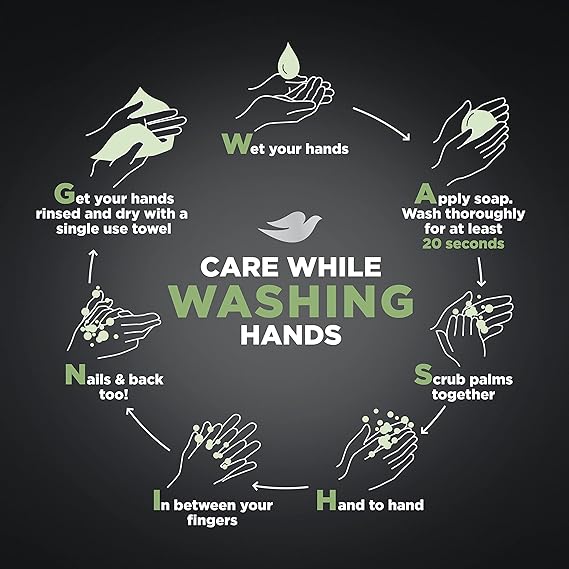 Wet your hands
Apply soap.
Wash thoroughly
for at least
20 seconds
Scrub palms
together
Hand to hand
In between your
fingers
Nails & back
too!
Get your hands
rinsed and dry with a
single use towel
CARE WHILE
WASHING
HANDS